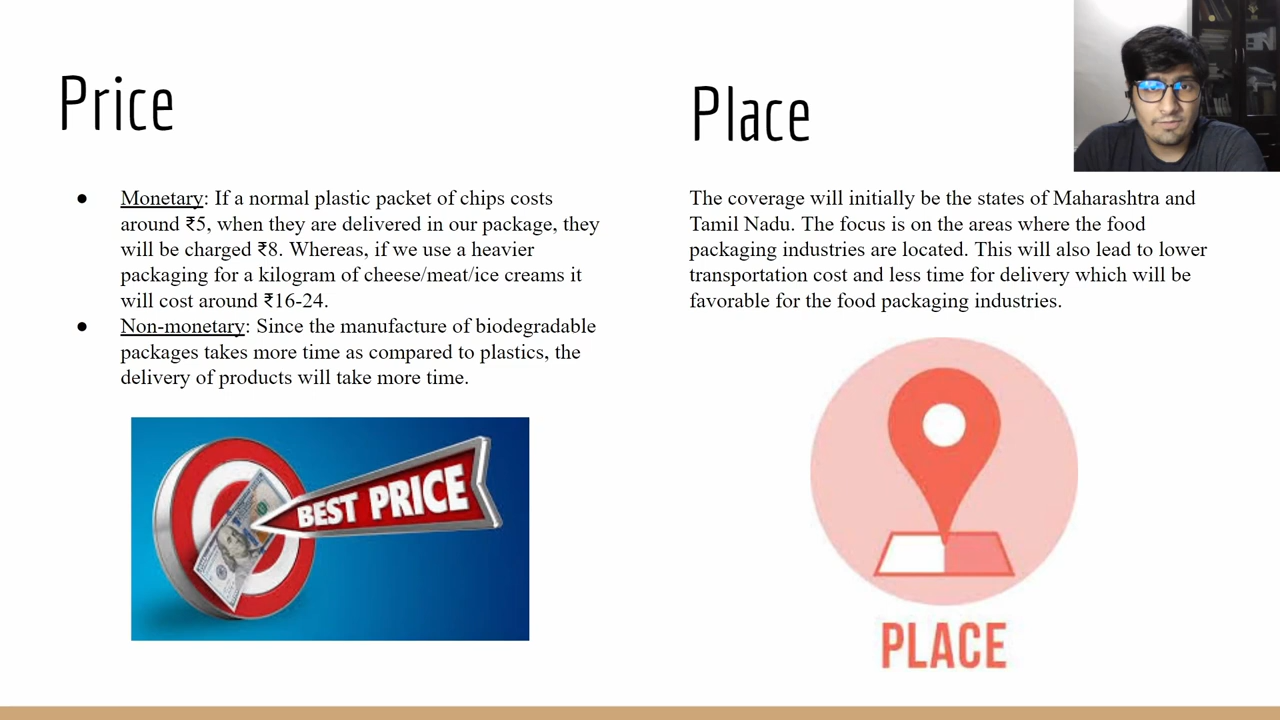 Price
● Monetary: If a normal plastic packet of chips costs
around ₹5, when they are delivered in our package, they
will be charged ₹8. Whereas, if we use a heavier
packaging for a kilogram of cheese/meat/ice creams it
will cost around ₹16-24.
● Non-monetary: Since the manufacture of biodegradable
packages takes more time as compared to plastics, the
delivery of products will take more time.
BEST PRICE
Place
The coverage will initially be the states of Maharashtra and
Tamil Nadu. The focus is on the areas where the food
packaging industries are located. This will also lead to lower
transportation cost and less time for delivery which will be
favorable for the food packaging industries.
PLACE